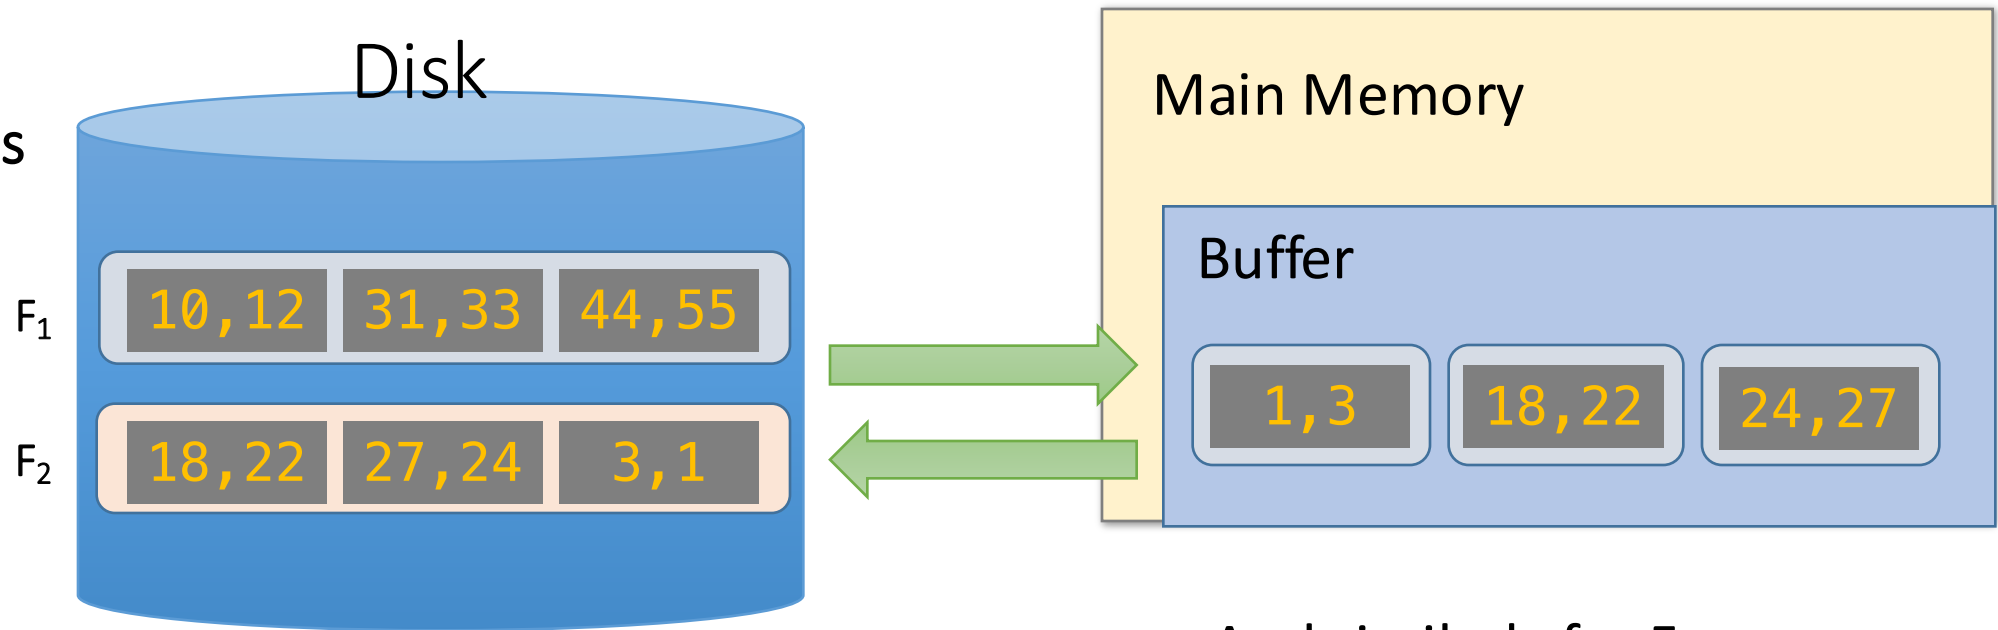 Disk
Main Memory
s
Buffer
F1 10,12 31,33 44,55
1,3 18,22 24,27
F2 18,22 27,24 3,1